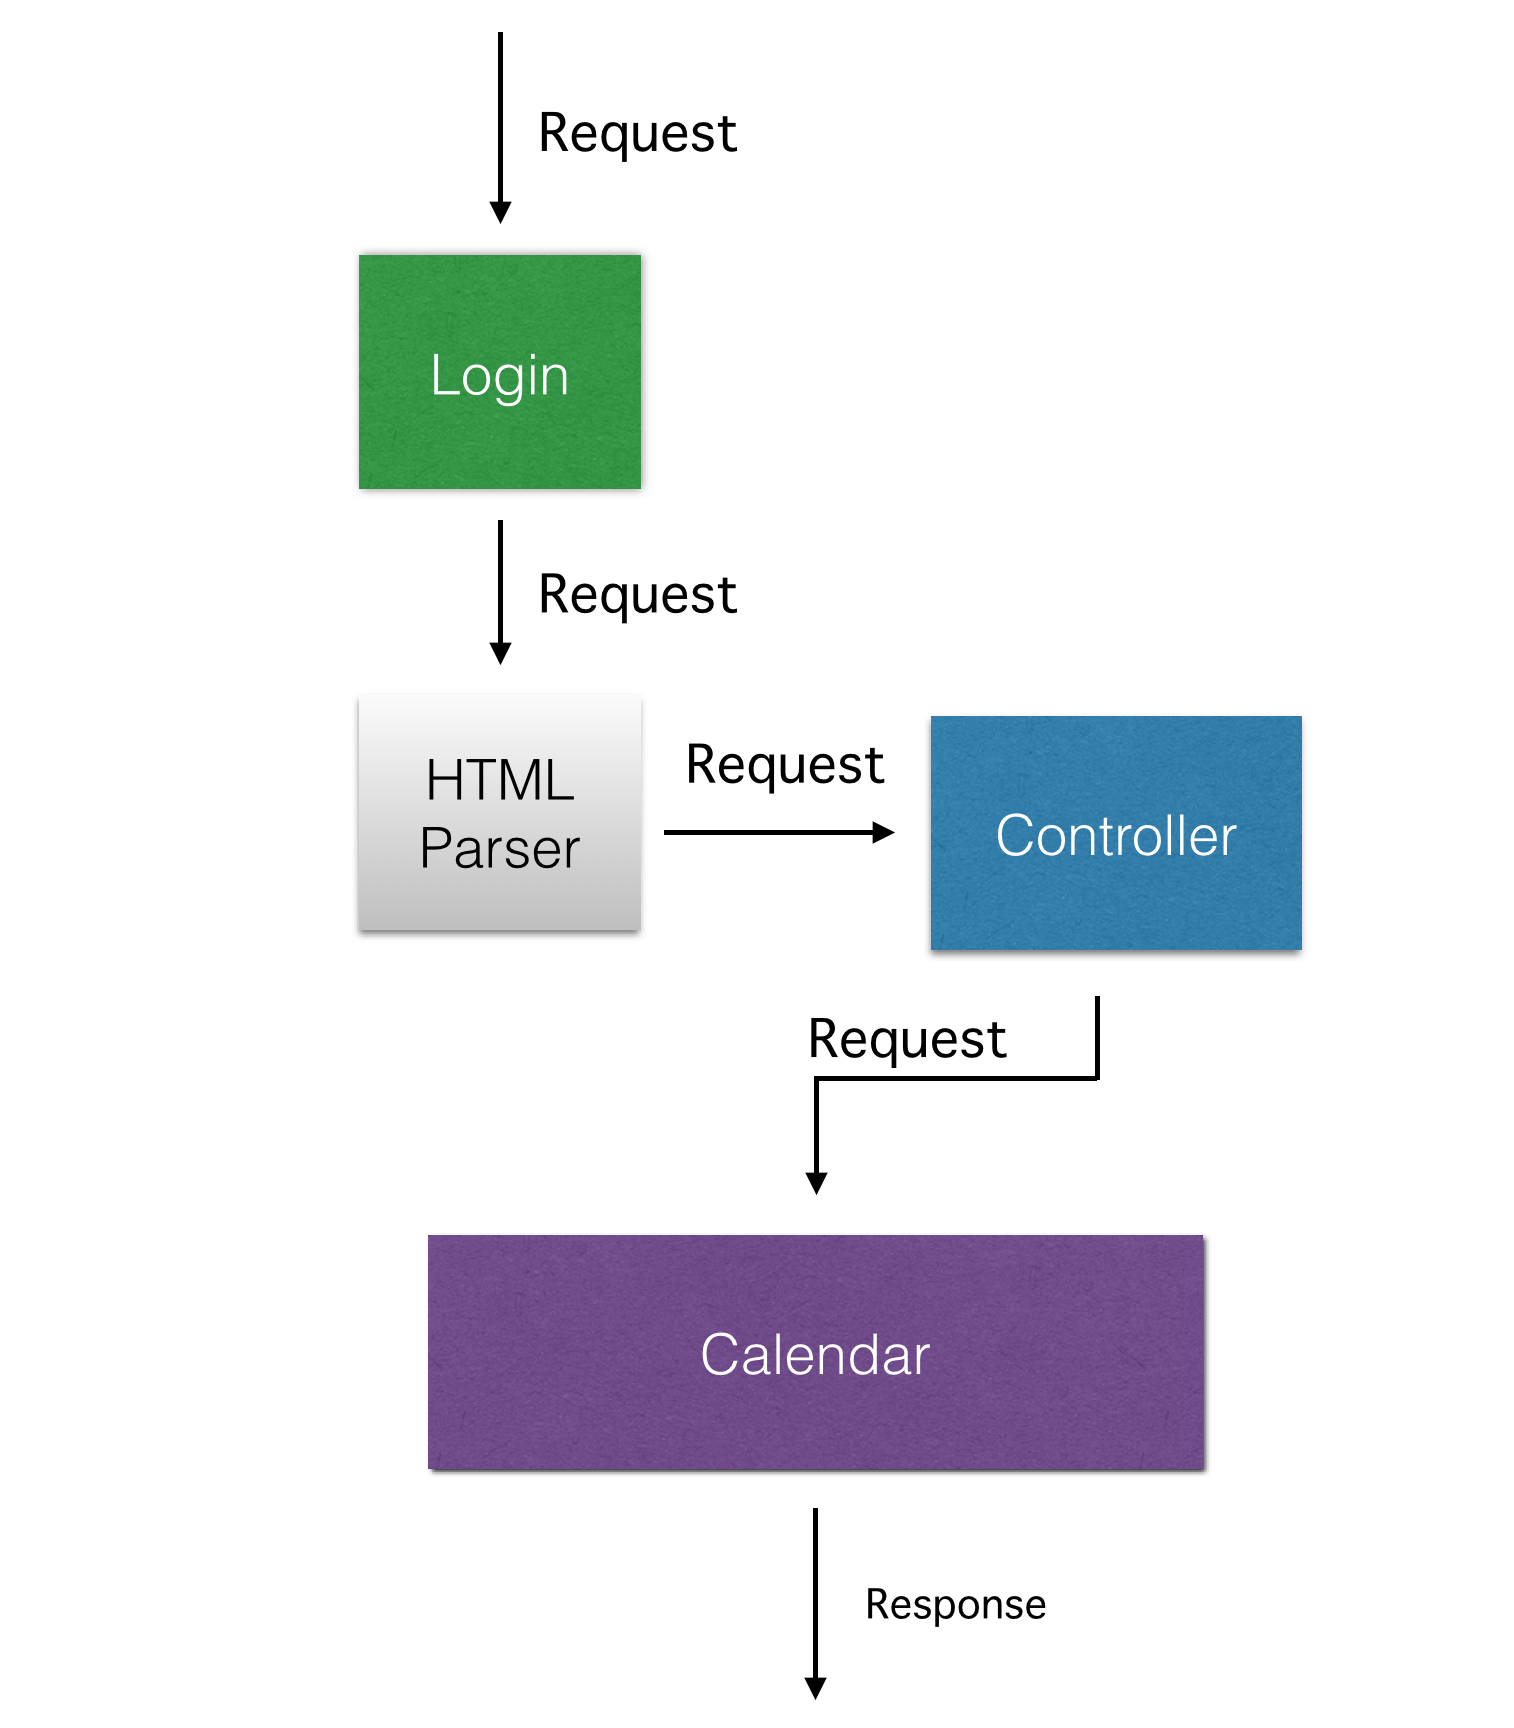 Request
Login
Request
HTML
Parser
Request
Controller
Request
Calendar
Response